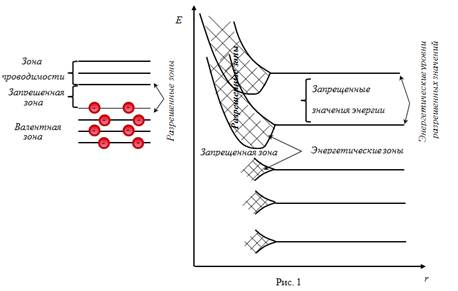 Зона
проводимости
Запрещенная
зона
Валентная
зона
Разрешенные зоны
E
Разрешенные зоны
Запрещенные
значения энергии
Энергетические уровни
разрешенных значений
Запрещенная зона
Энергетические зоны
r
Рис. 1